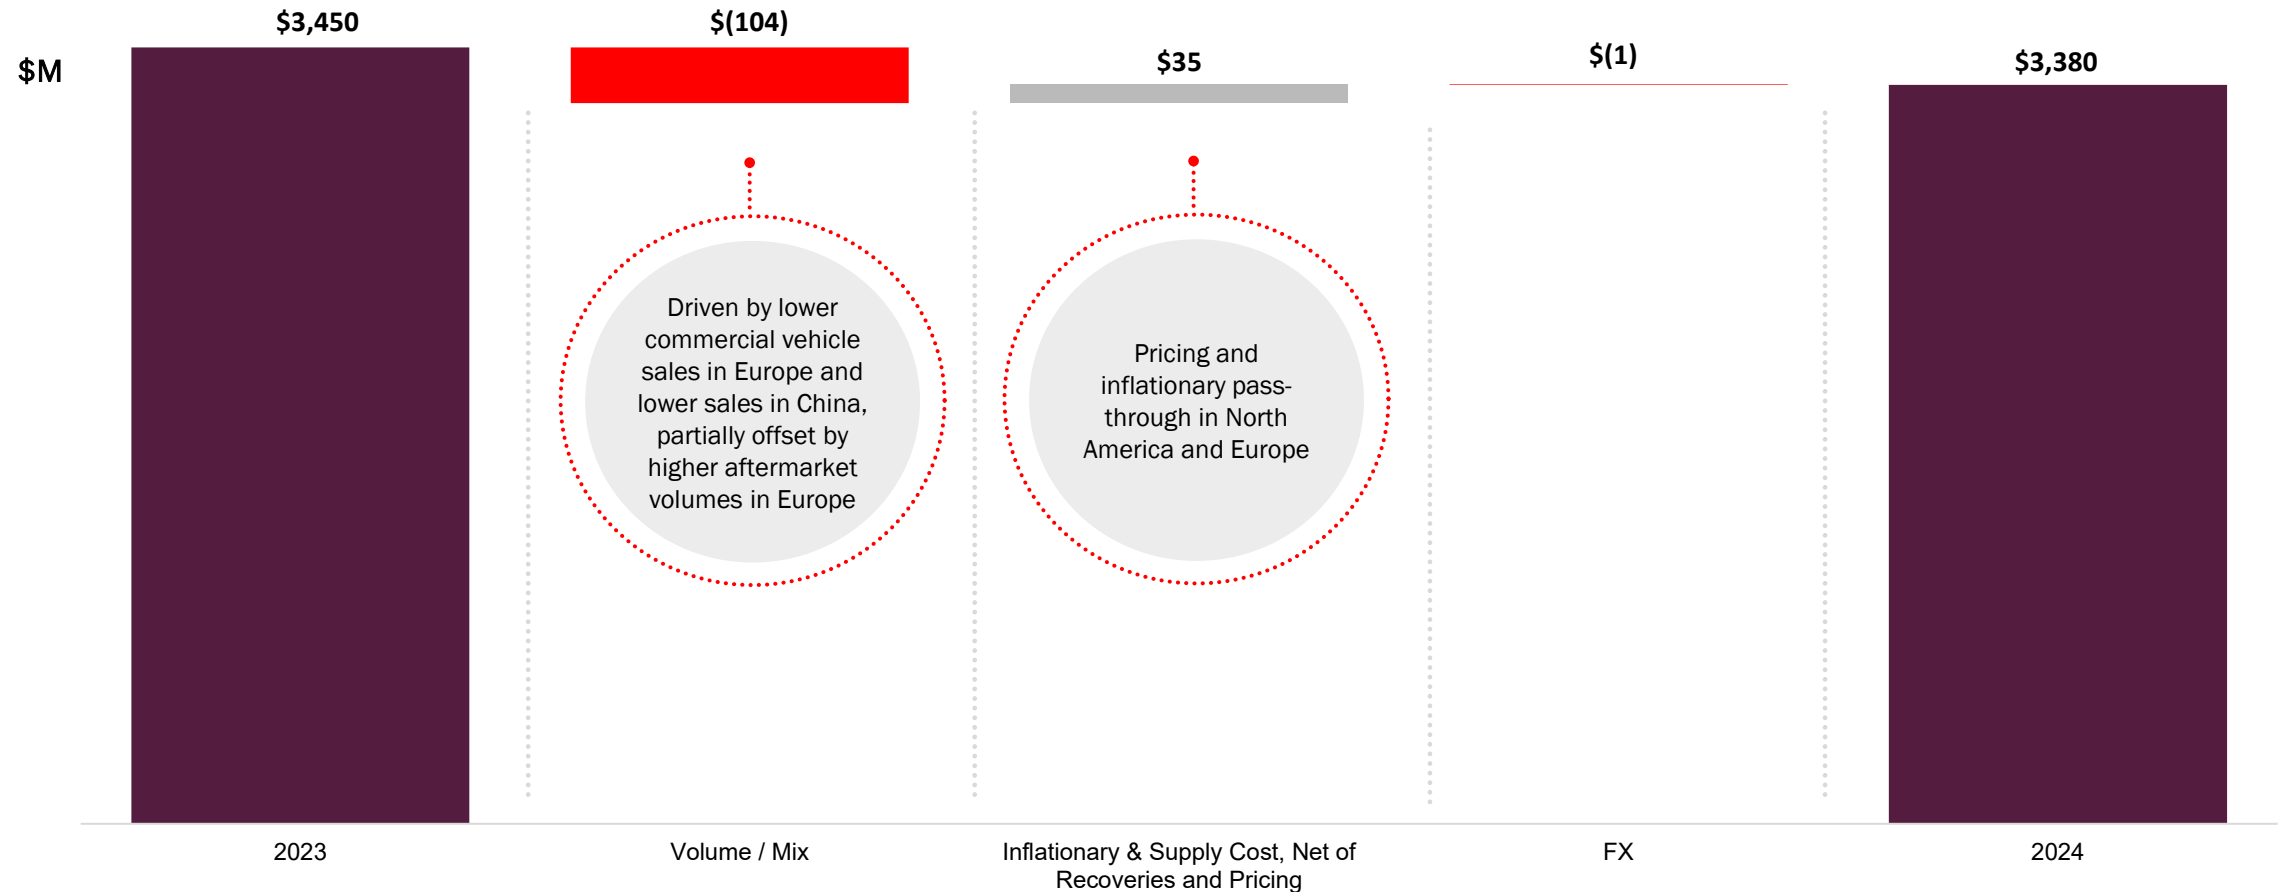 $3,450
$(104)
$35
$(1)
$3,380
$M
Driven by lower
commercial vehicle
sales in Europe and
lower sales in China,
partially offset by
higher aftermarket
volumes in Europe
Pricing and
inflationary pass-
through in North
America and Europe
2023
Volume / Mix
Inflationary & Supply Cost, Net of
Recoveries and Pricing
FX
2024